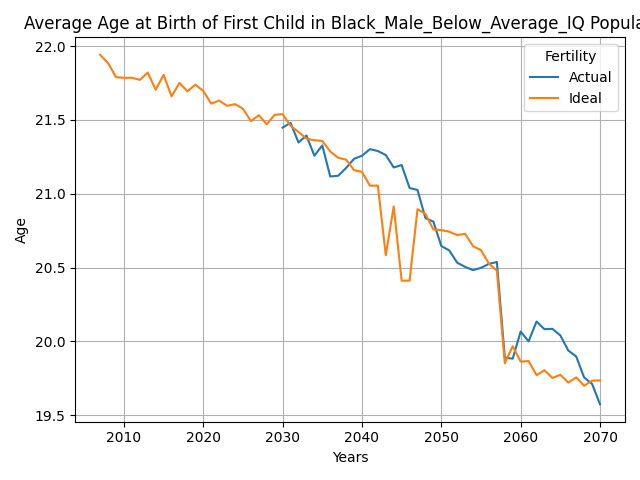 Average Age at Birth of First Child in Black_Male_Below_Average_IQ Popula
22.0
21.5
21.0
20.5
20.0
19.5
Age
Fertility
Actual
Ideal
2010 2020 2030 2040 2050 2060 2070
Years